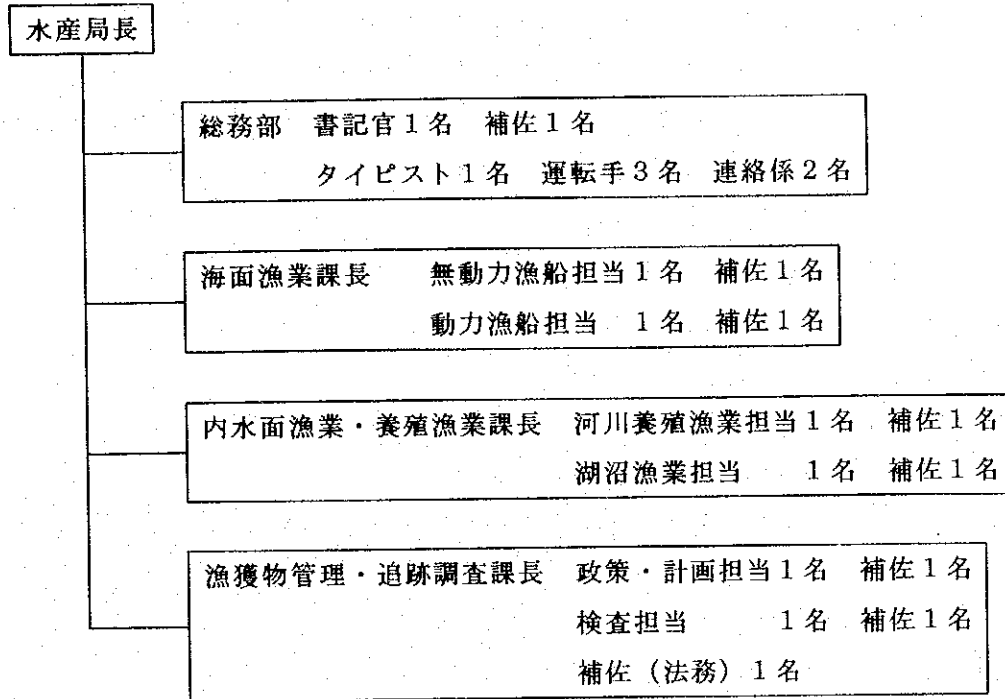 水産局長
総務部 書記官1名 補佐1名
タイピスト1名 運転手3名 連絡係2名
海面漁業課長 無動力漁船担当1名 補佐1名
動力漁船担当 1名 補佐1名
内水面漁業・養殖漁業課長 河川養殖漁業担当1名 補佐1名
湖沼漁業担当 1名 補佐1名
漁獲物管理・追跡調査課長 政策・計画担当1名 補佐1名
検査担当 1名 補佐1名
補佐（法務）1名